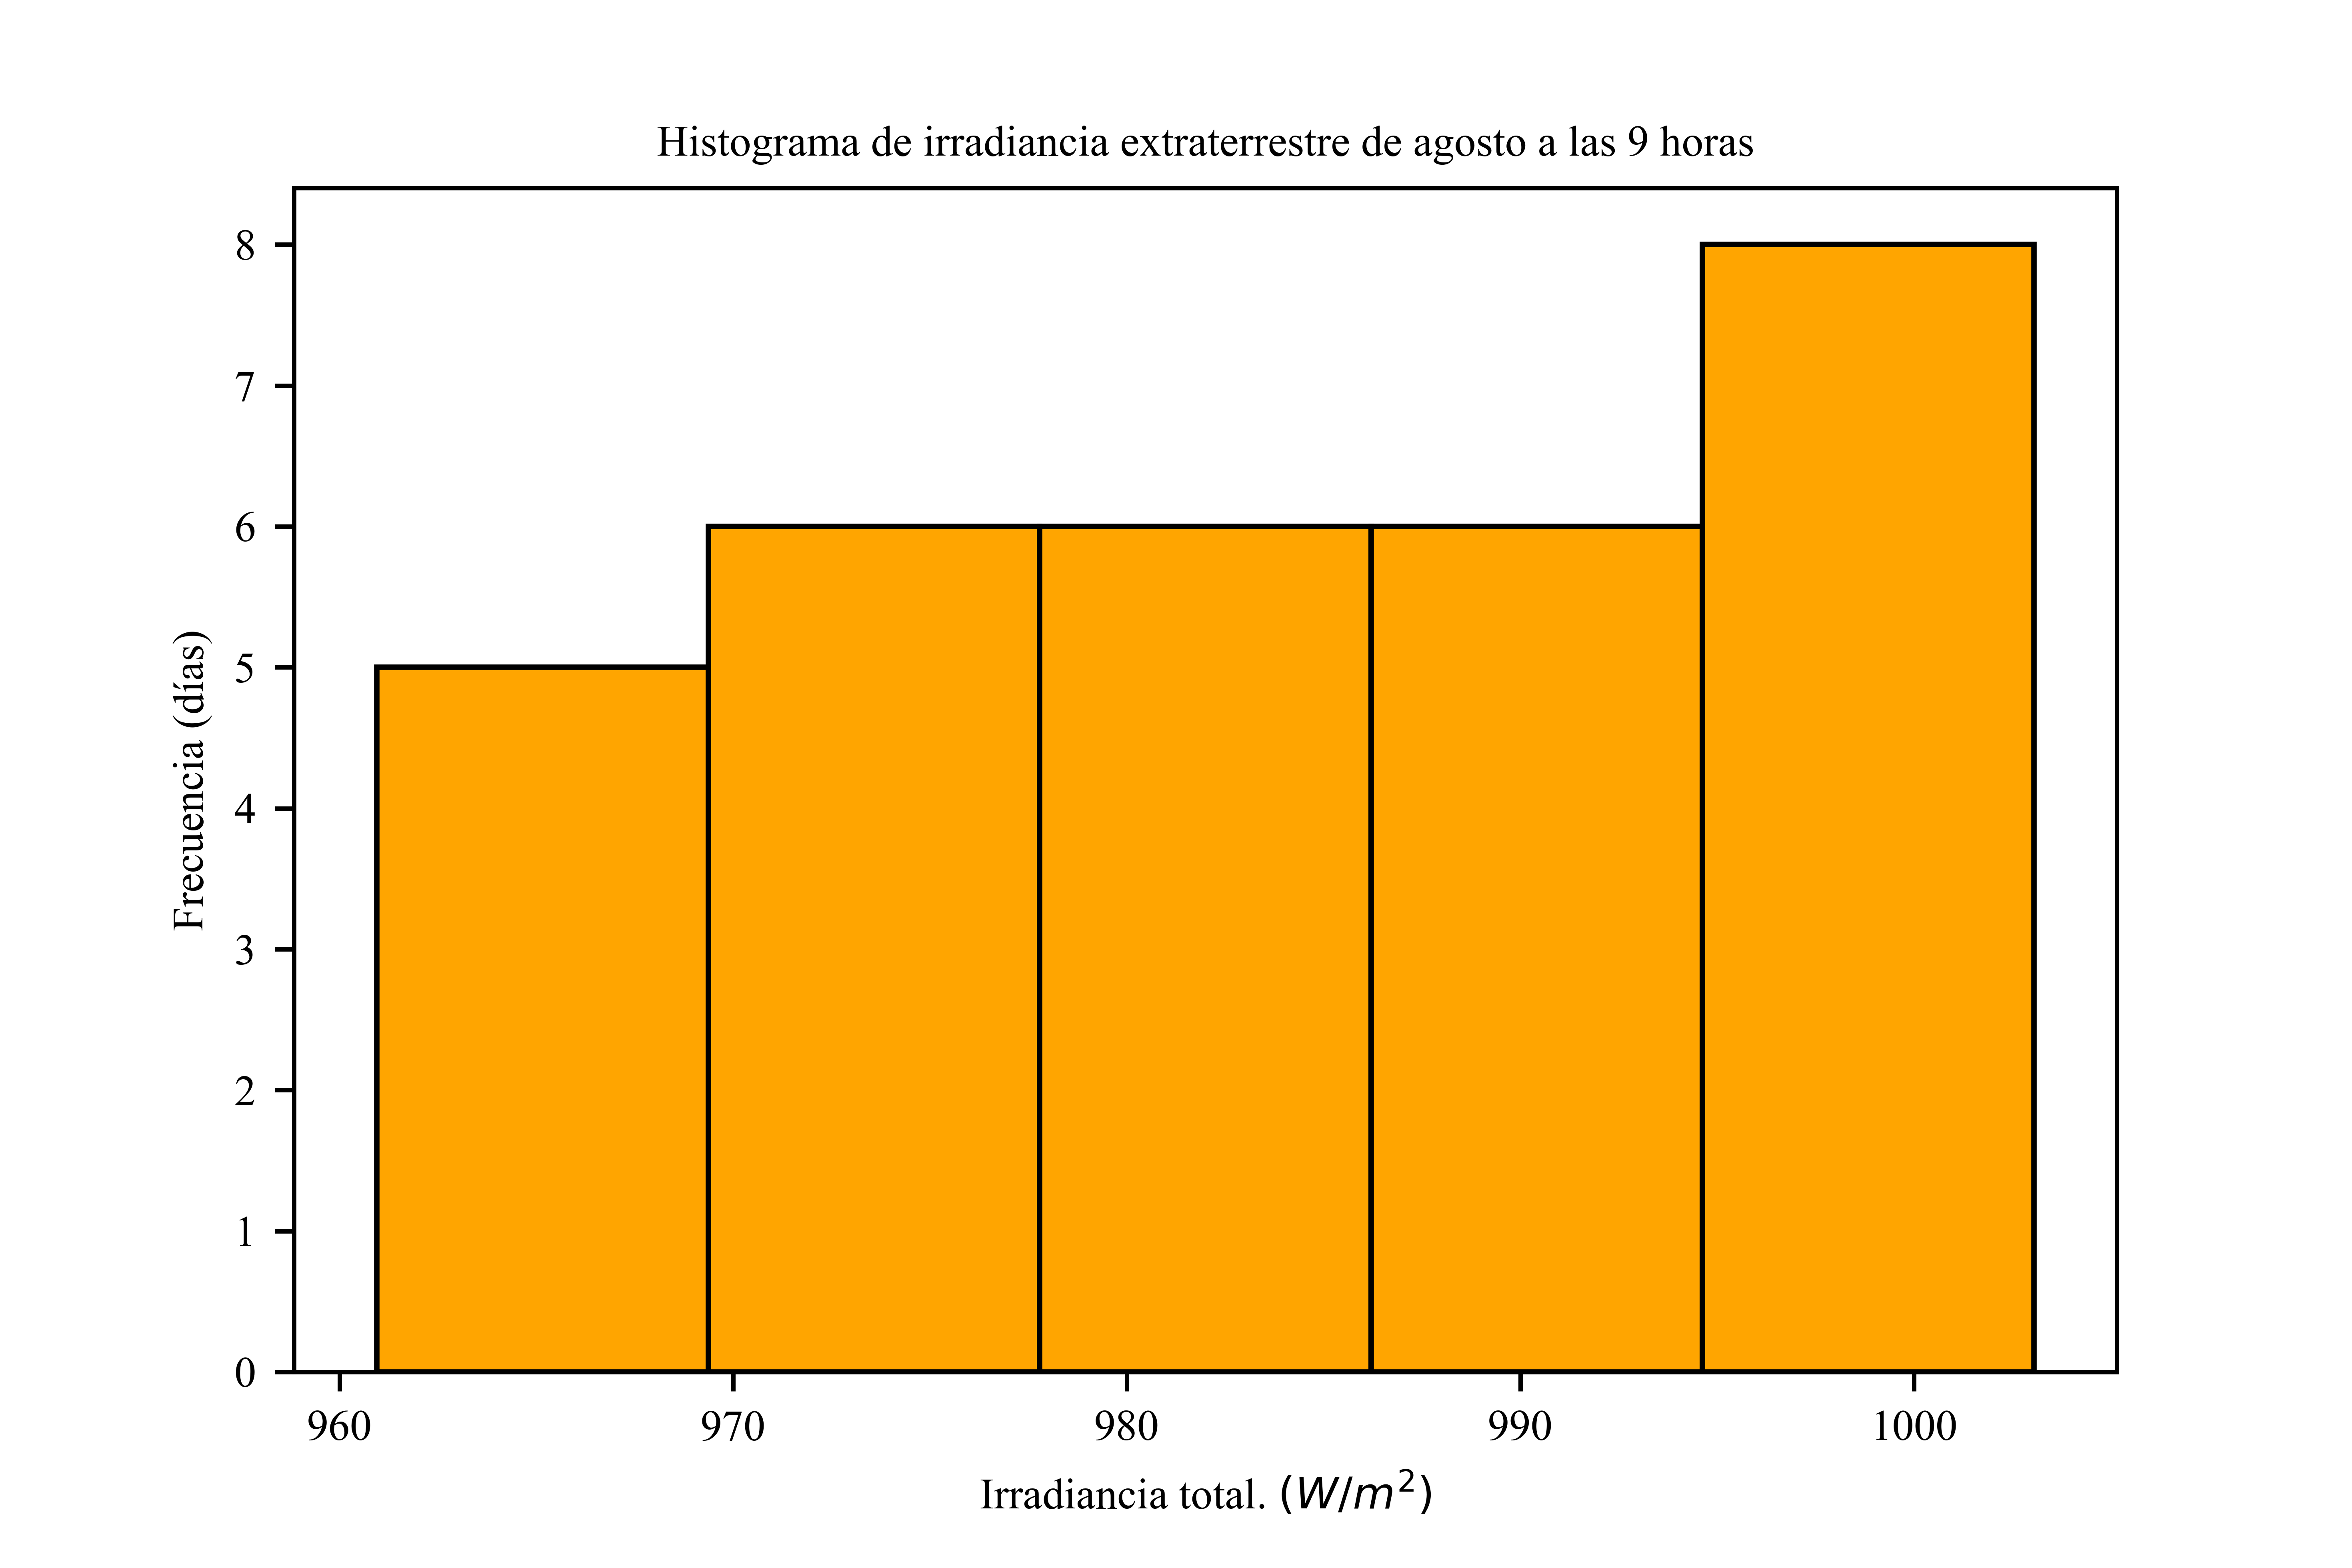 Histograma de irradiancia extraterrestre de agosto a las 9 horas
Frecuencia (días)
8
7
6
5
4
3
2
1
0
960 970 980 990 1000
Irradiancia total. (W/m²)